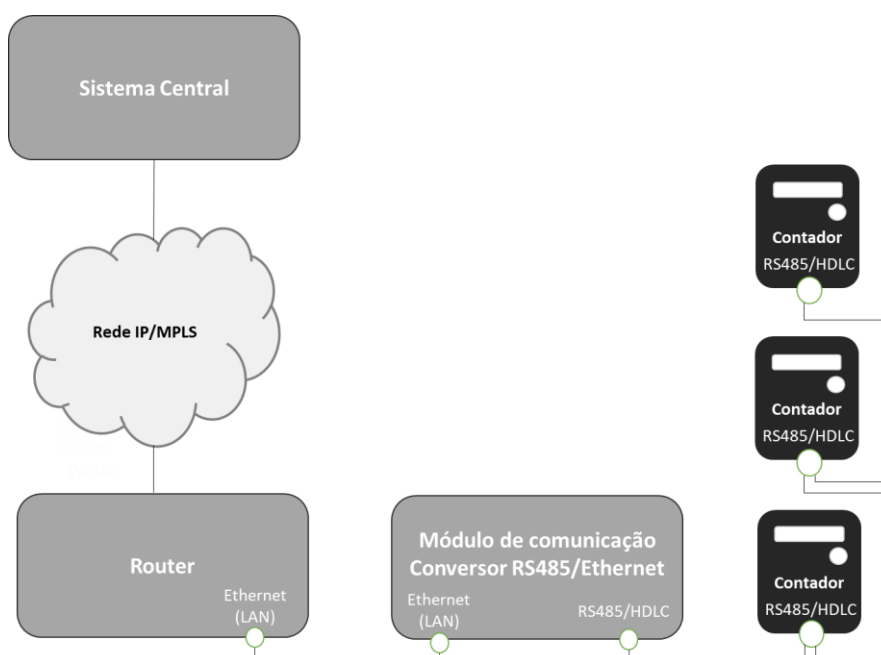 Sistema Central
Rede IP/MPLS
Router
Ethernet
(LAN)
Módulo de comunicação
Conversor RS485/Ethernet
Ethernet
(LAN)
RS485/HDLC
Contador
RS485/HDLC
Contador
RS485/HDLC
Contador
RS485/HDLC